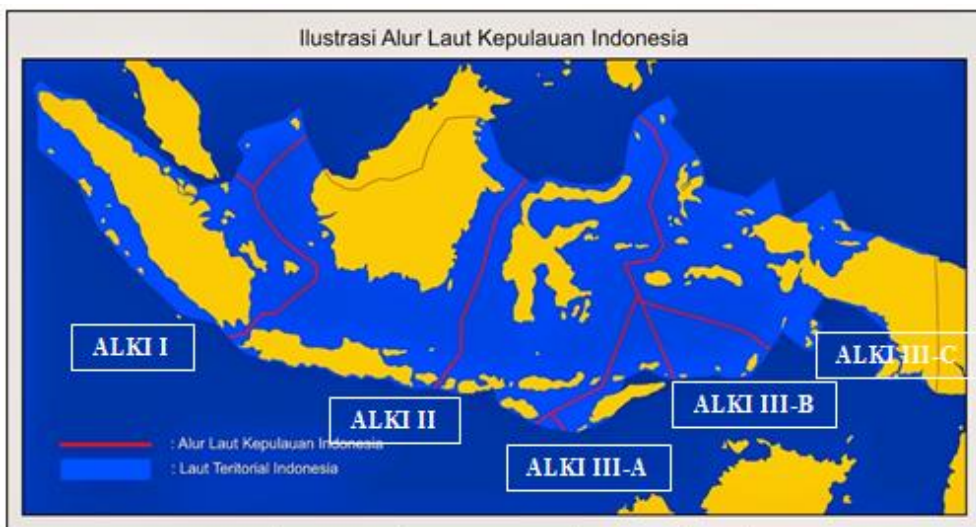 Ilustrasi Alur Laut Kepulauan Indonesia
ALKI I
ALKI II
ALKI III-A
ALKI III-B
ALKI III-C
: Alur Laut Kepulauan Indonesia
: Laut Teritorial Indonesia